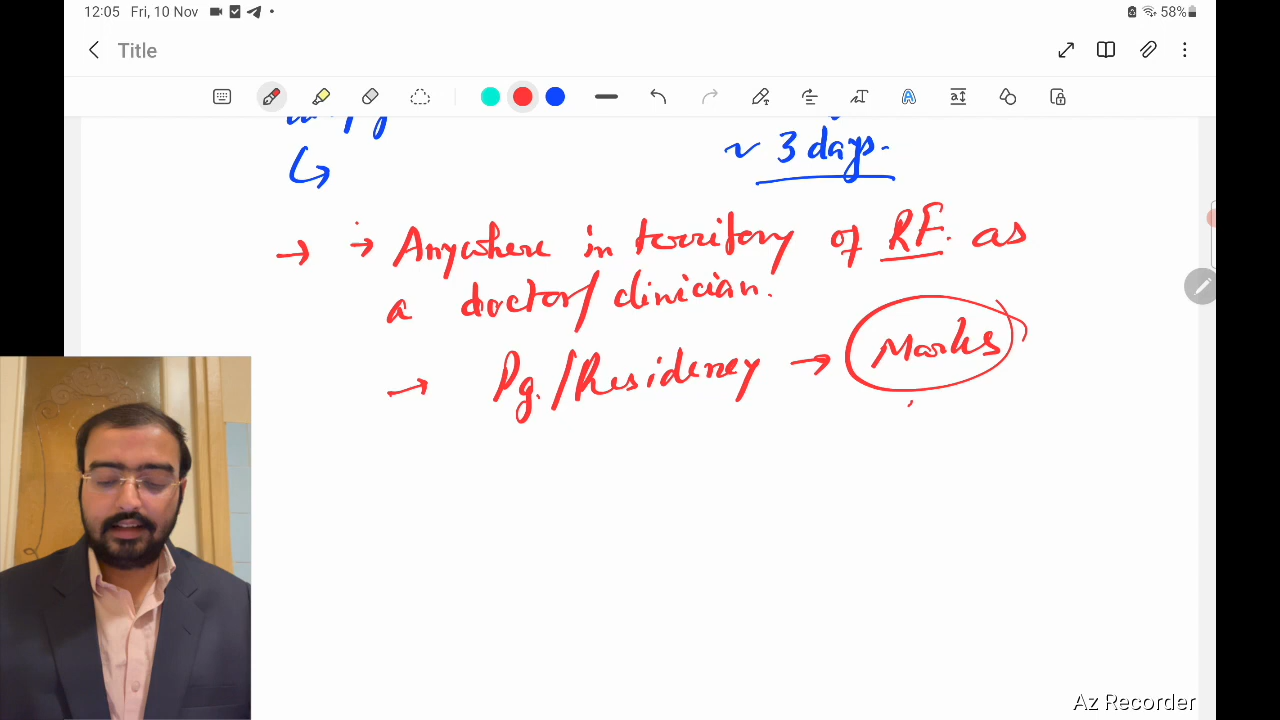 12:05 Fri, 10 Nov
58%
Title
~ 3 days.
→ → Anywhere in territory of RF. as
a doctor/clinician.
→ Pg./Residency → Marks
Az Recorder